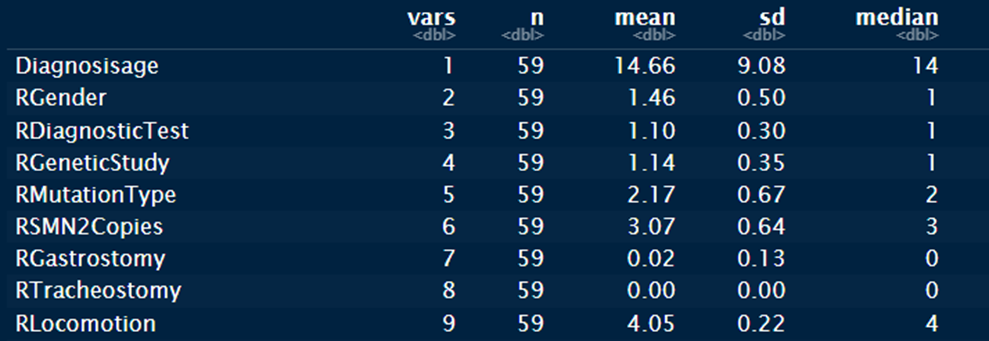 vars n mean sd median
<dbl> <dbl> <dbl> <dbl> <dbl>
Diagnosisage 1 59 14.66 9.08 14
RGender 2 59 1.46 0.50 1
RDiagnosticTest 3 59 1.10 0.30 1
RGeneticStudy 4 59 1.14 0.35 1
RMutationType 5 59 2.17 0.67 2
RSMN2Copies 6 59 3.07 0.64 3
RGastrostomy 7 59 0.02 0.13 0
RTracheostomy 8 59 0.00 0.00 0
RLocomotion 9 59 4.05 0.22 4